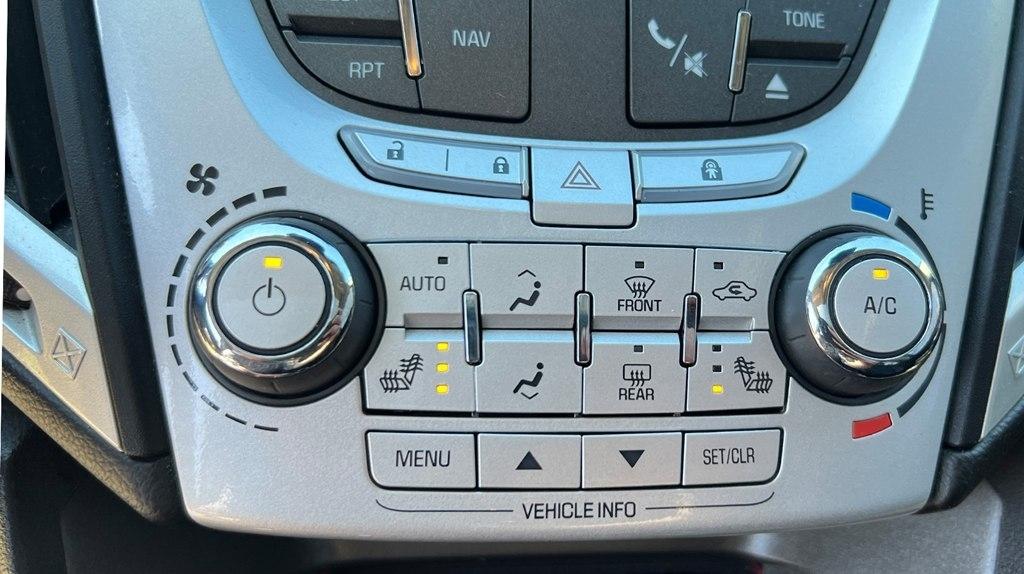 NAV
TONE
RPT
AUTO
FRONT
A/C
REAR
MENU
SET/CLR
VEHICLE INFO